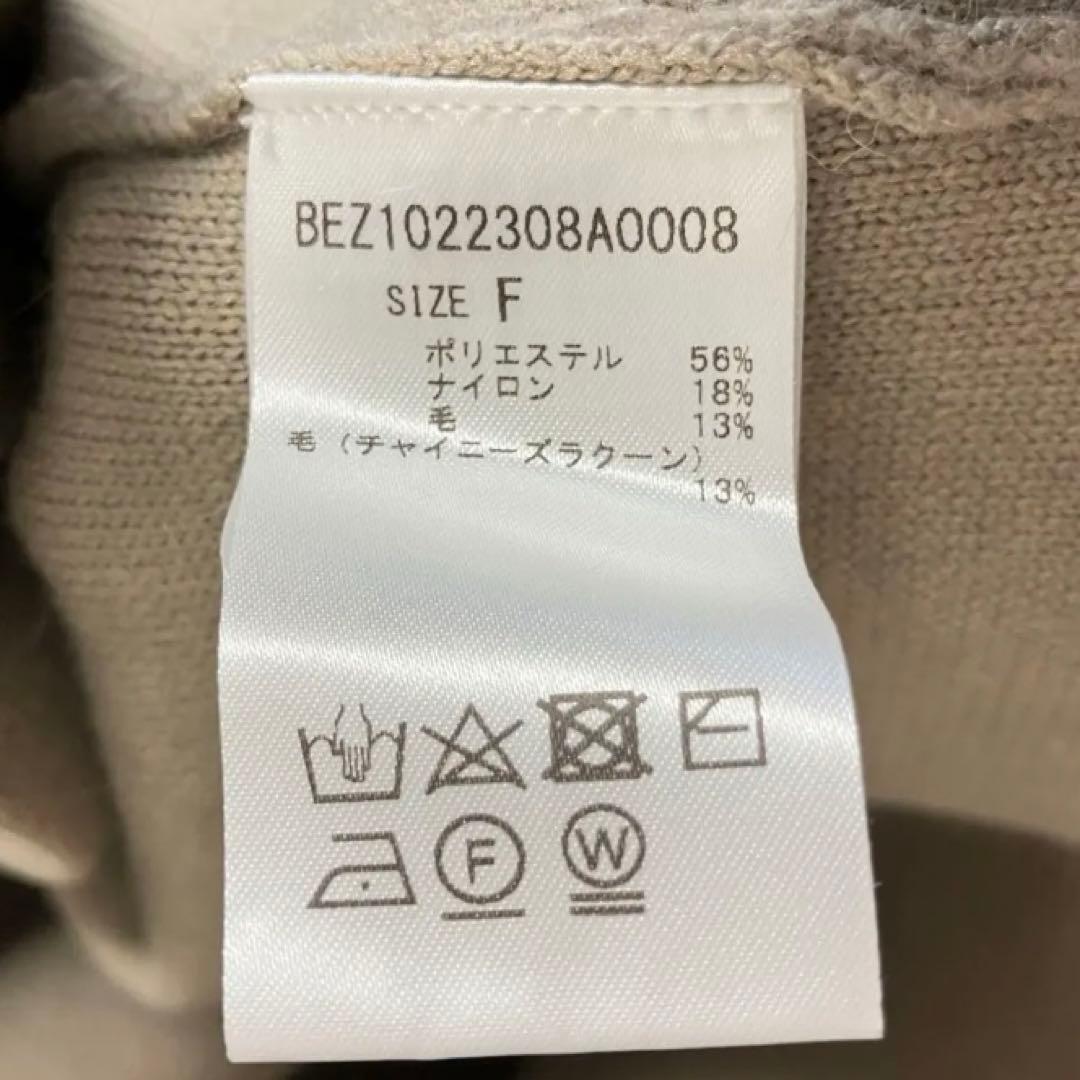 BEZ1022308A0008
SIZE F
ポリエステル 56%
ナイロン 18%
毛 13%
毛（チャイニーズラクーン）
13%
F W